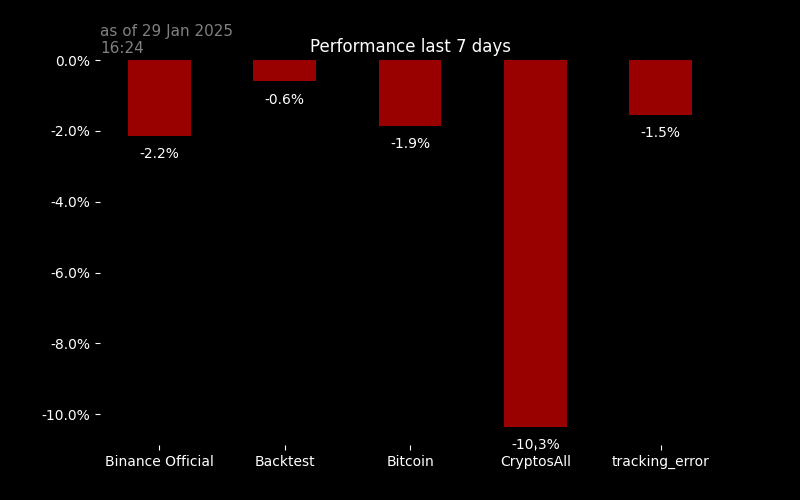 as of 29 Jan 2025
16:24
Performance last 7 days
0.0%
-2.0%
-4.0%
-6.0%
-8.0%
-10.0%
-2.2%
-0.6%
-1.9%
-10.3%
-1.5%
Binance Official
Backtest
Bitcoin
CryptosAll
tracking_error